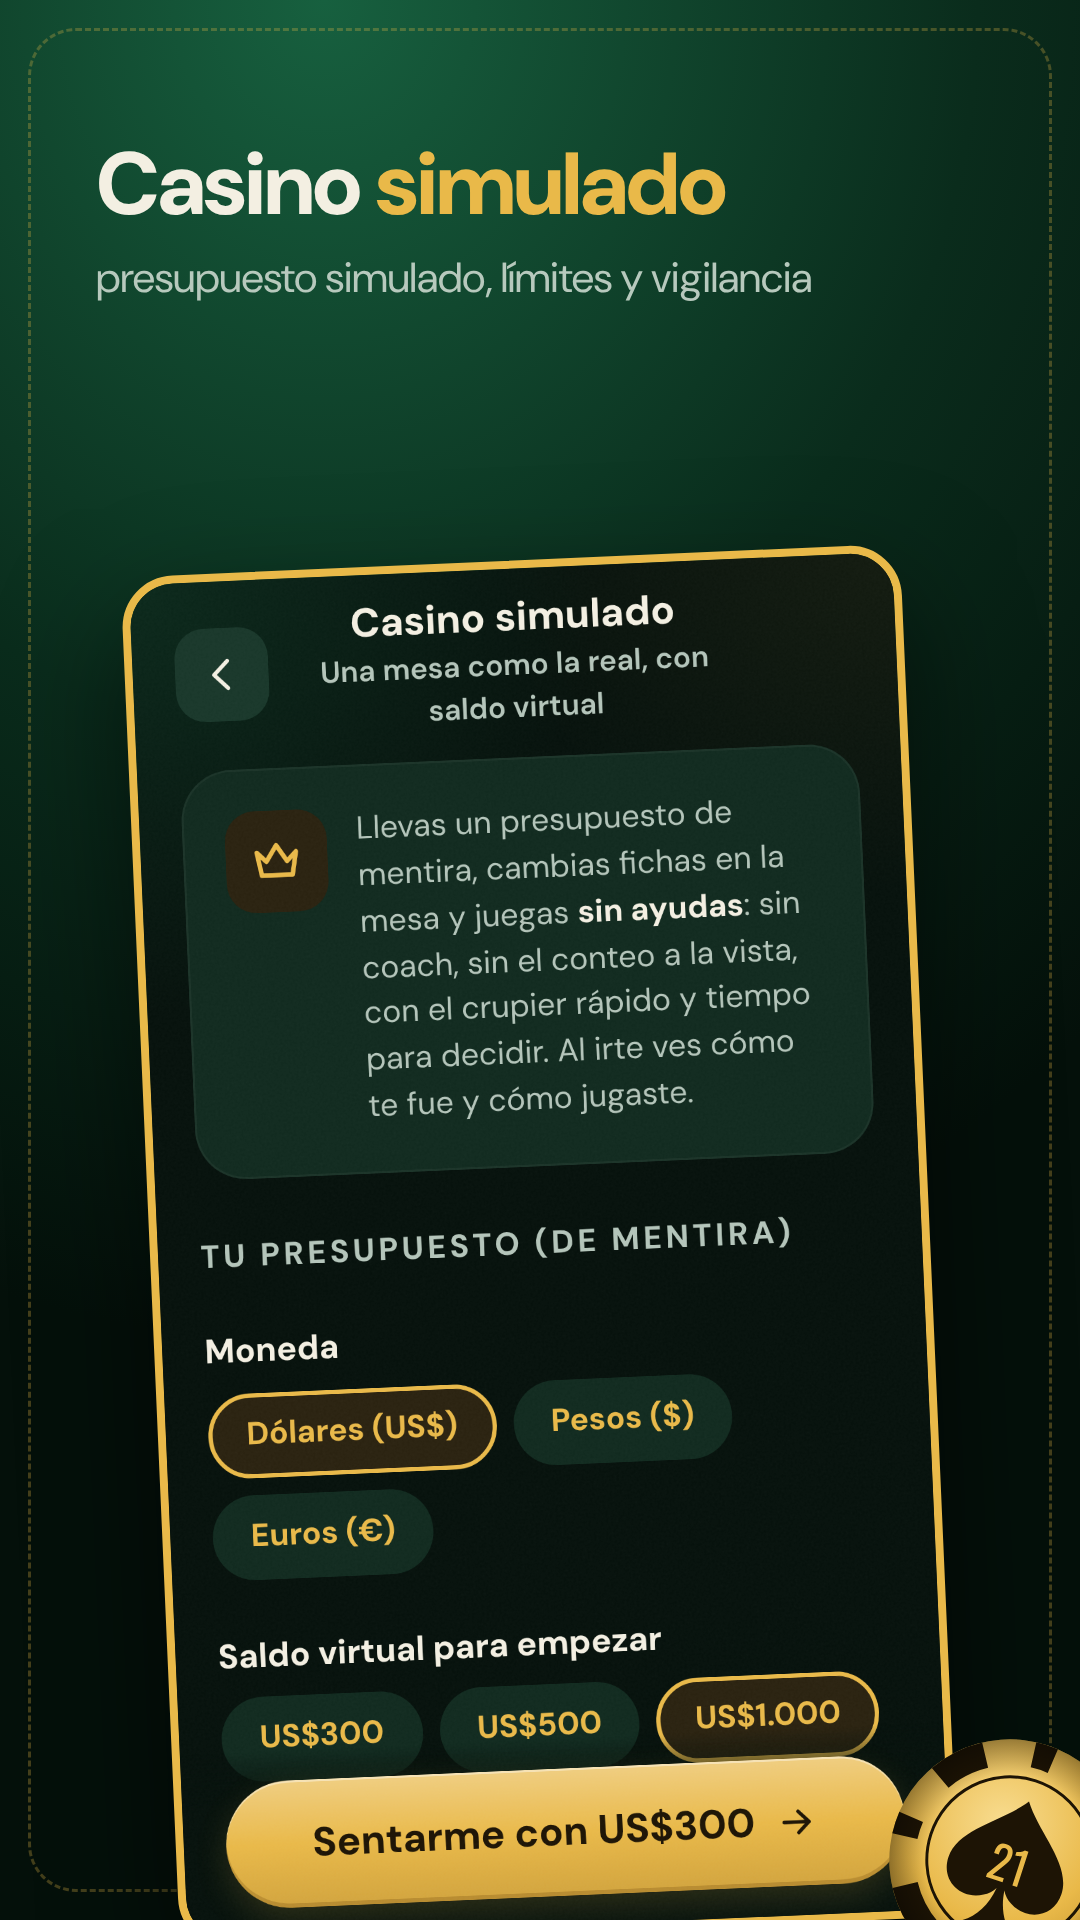 Casino simulado
presupuesto simulado, límites y vigilancia
Casino simulado
Una mesa como la real, con
saldo virtual
Llevas un presupuesto de
mentira, cambias fichas en la
mesa y juegas sin ayudas: sin
coach, sin el conteo a la vista,
con el crupier rápido y tiempo
para decidir. Al irte ves cómo
te fue y cómo jugaste.
TU PRESUPUESTO (DE MENTIRA)
Moneda
Dólares (US$) Pesos ($)
Euros (€)
Saldo virtual para empezar
US$300 US$500 US$1.000
Sentarme con US$300 →
21